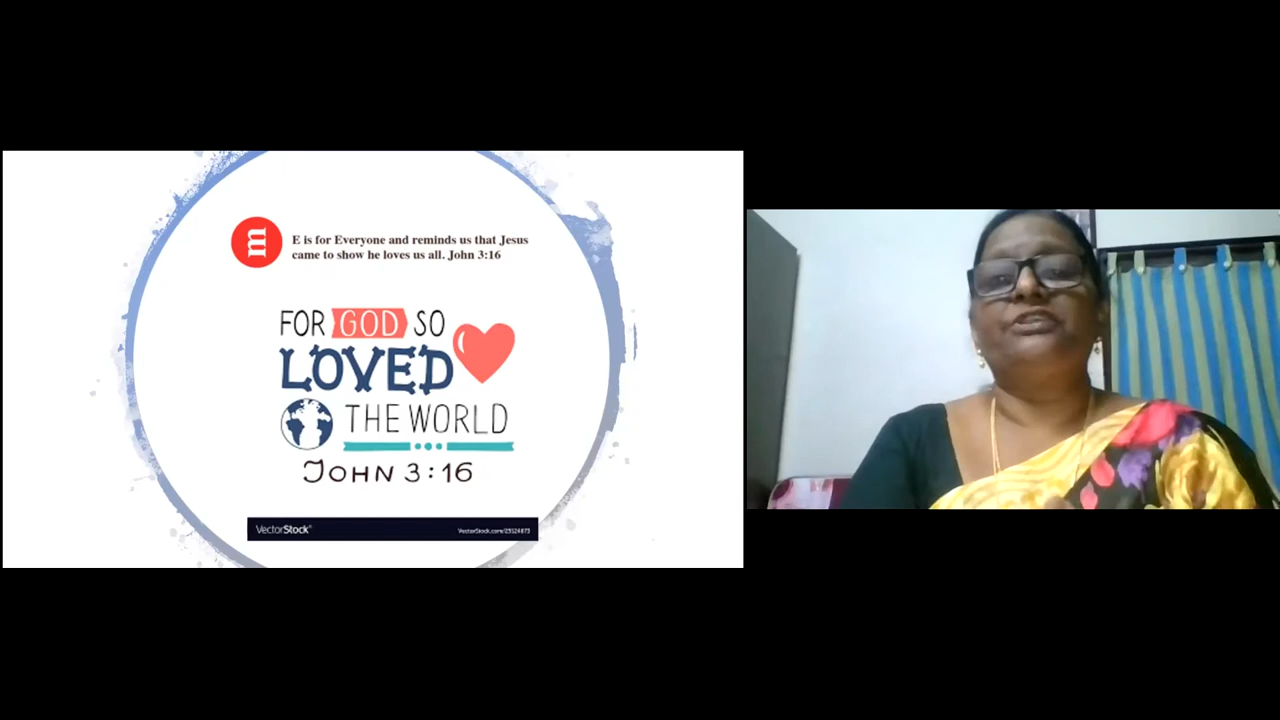 E is for Everyone and reminds us that Jesus
came to show he loves us all. John 3:16
FOR GOD SO
LOVED
THE WORLD
JOHN 3:16
VectorStock®
VectorStock.com/23524873